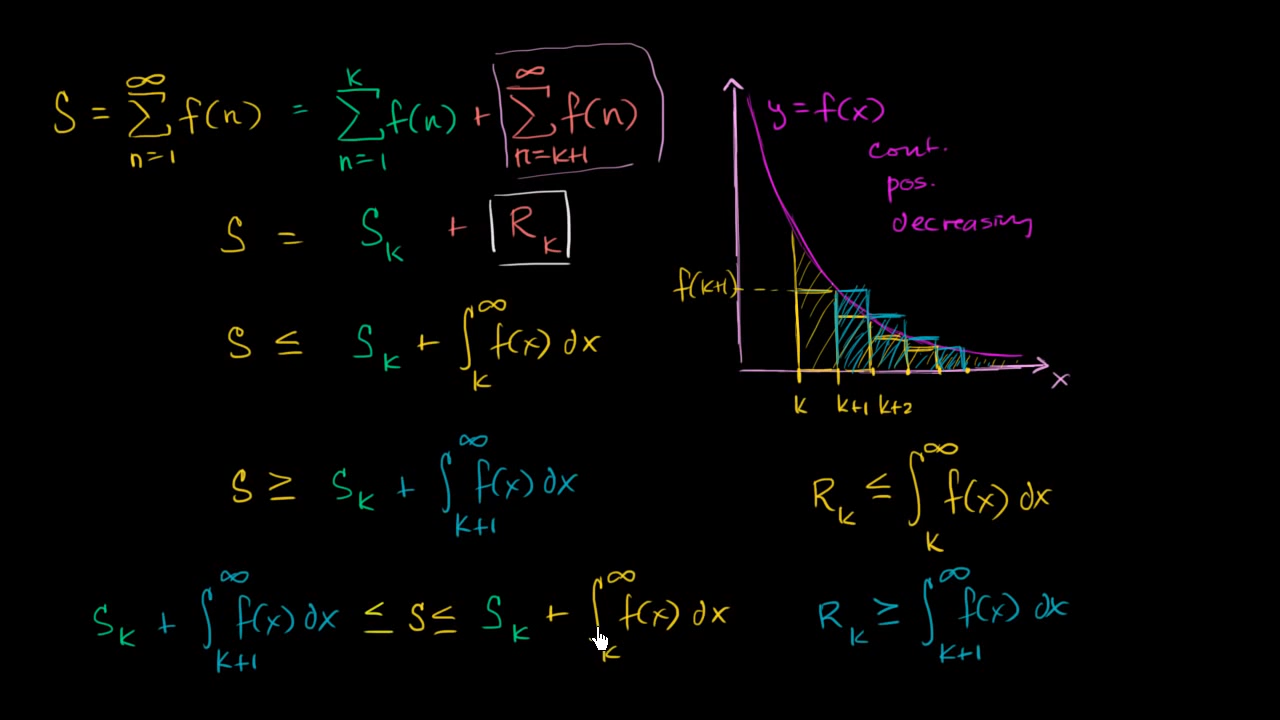 S = ∑_{n=1}^{∞} f(n) = ∑_{n=1}^{k} f(n) + ∑_{n=k+1}^{∞} f(n)
S = S_k + R_k
S ≤ S_k + ∫_k^∞ f(x) dx
S ≥ S_k + ∫_{k+1}^∞ f(x) dx
S_k + ∫_{k+1}^∞ f(x) dx ≤ S ≤ S_k + ∫_k^∞ f(x) dx
y = f(x)
cont.
pos.
decreasing
f(k+1)
x
k k+1 k+2
R_k ≤ ∫_k^∞ f(x) dx
R_k ≥ ∫_{k+1}^∞ f(x) dx